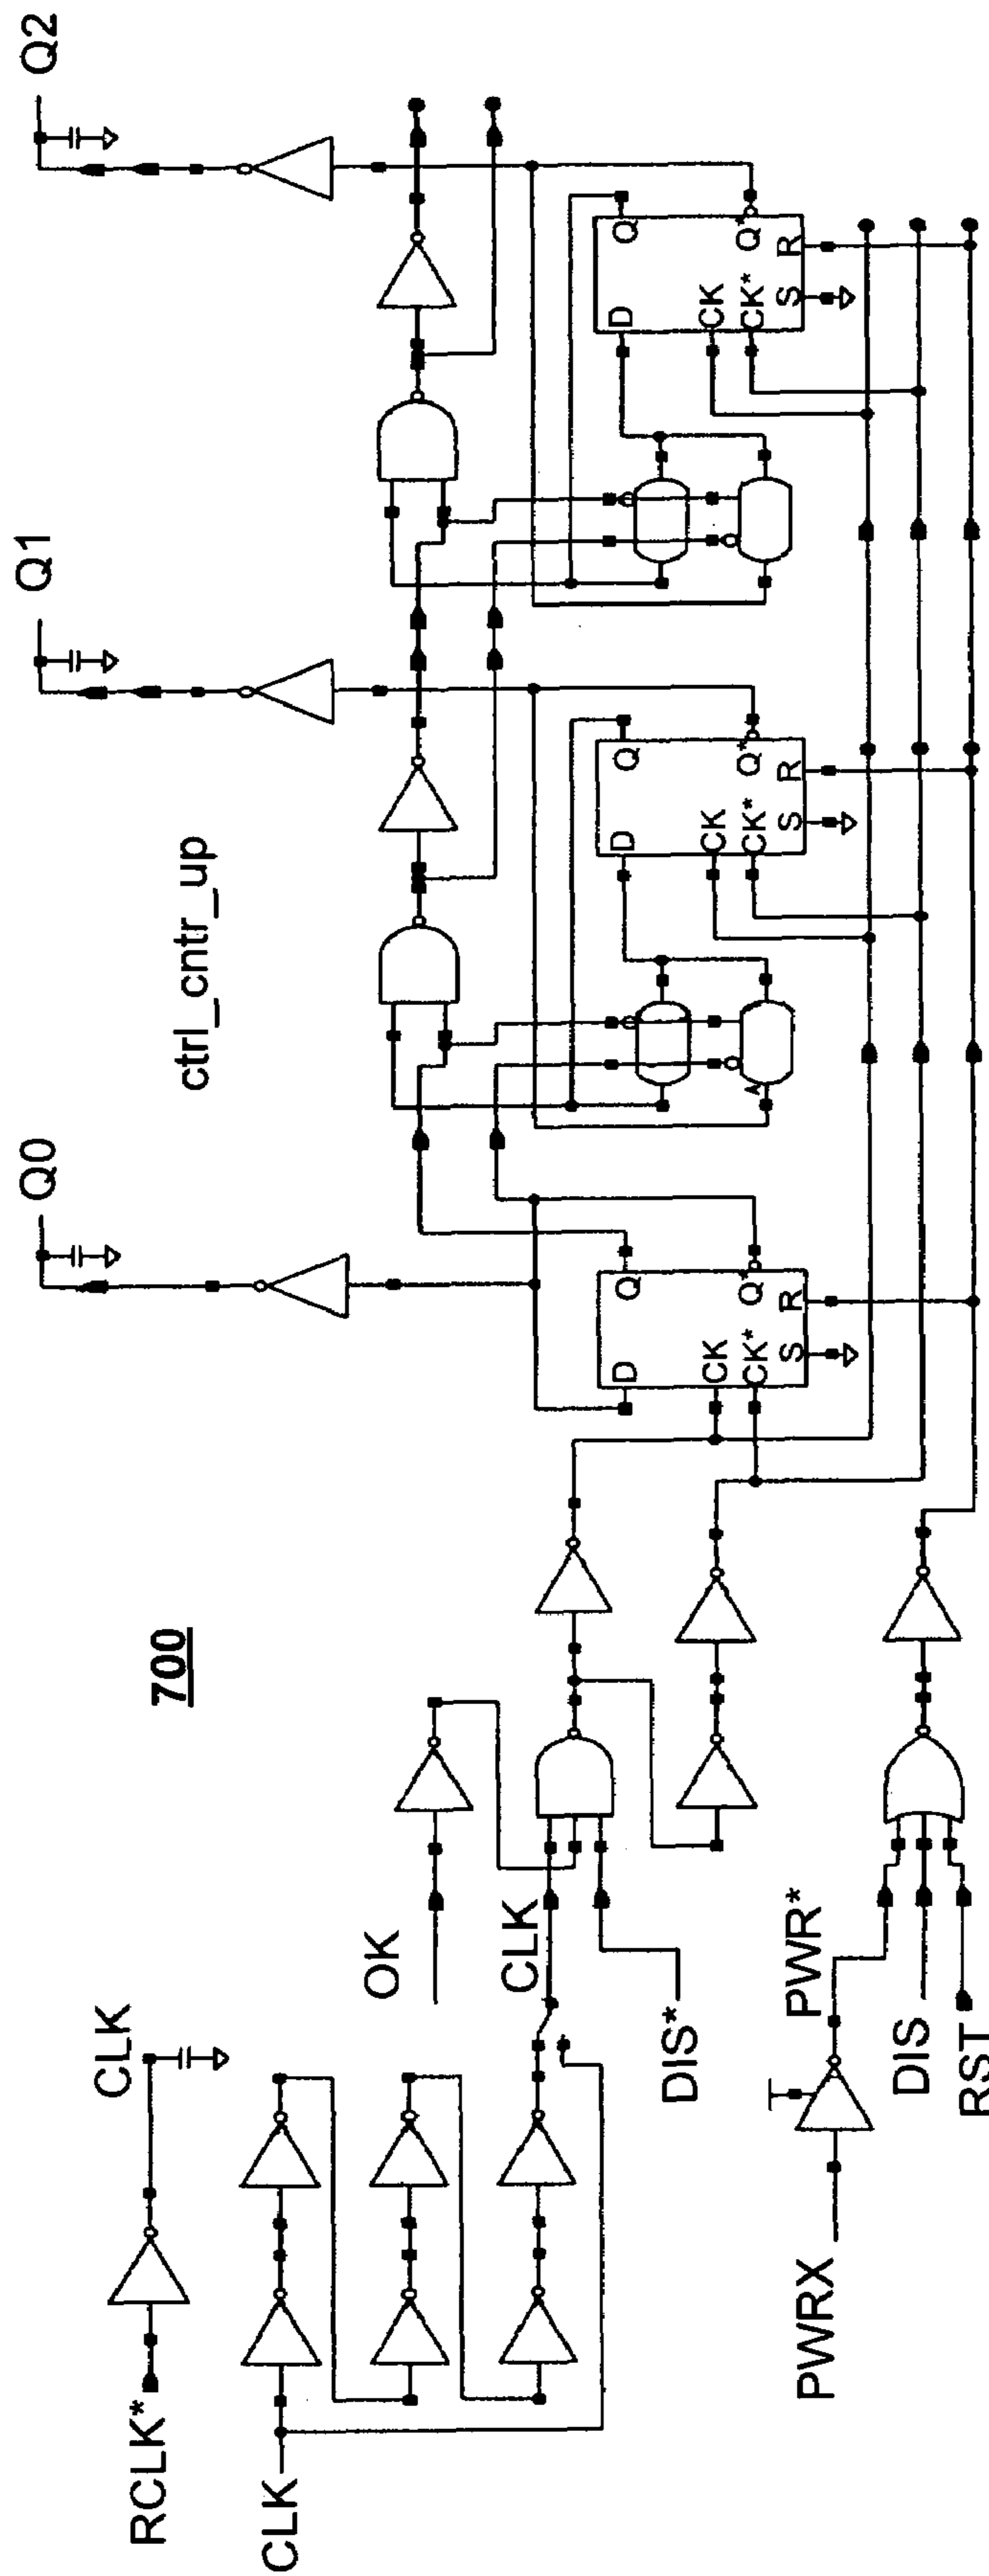 RCLK*
CLK
CLK
700
ctrl_cntr_up
Q0
Q1
Q2
OK
CLK
DIS*
PWRX
PWR*
DIS
RST
D
Q
CK
CK*
Q*
S
R
D
Q
CK
CK*
Q*
S
R
D
Q
CK
CK*
Q*
S
R